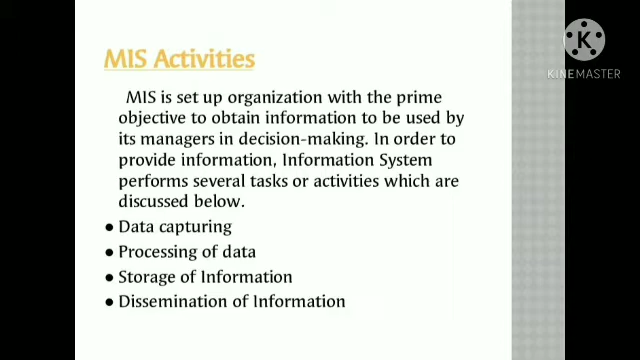 MIS Activities
K
KINEMASTER
MIS is set up organization with the prime
objective to obtain information to be used by
its managers in decision-making. In order to
provide information, Information System
performs several tasks or activities which are
discussed below.
● Data capturing
● Processing of data
● Storage of Information
● Dissemination of Information